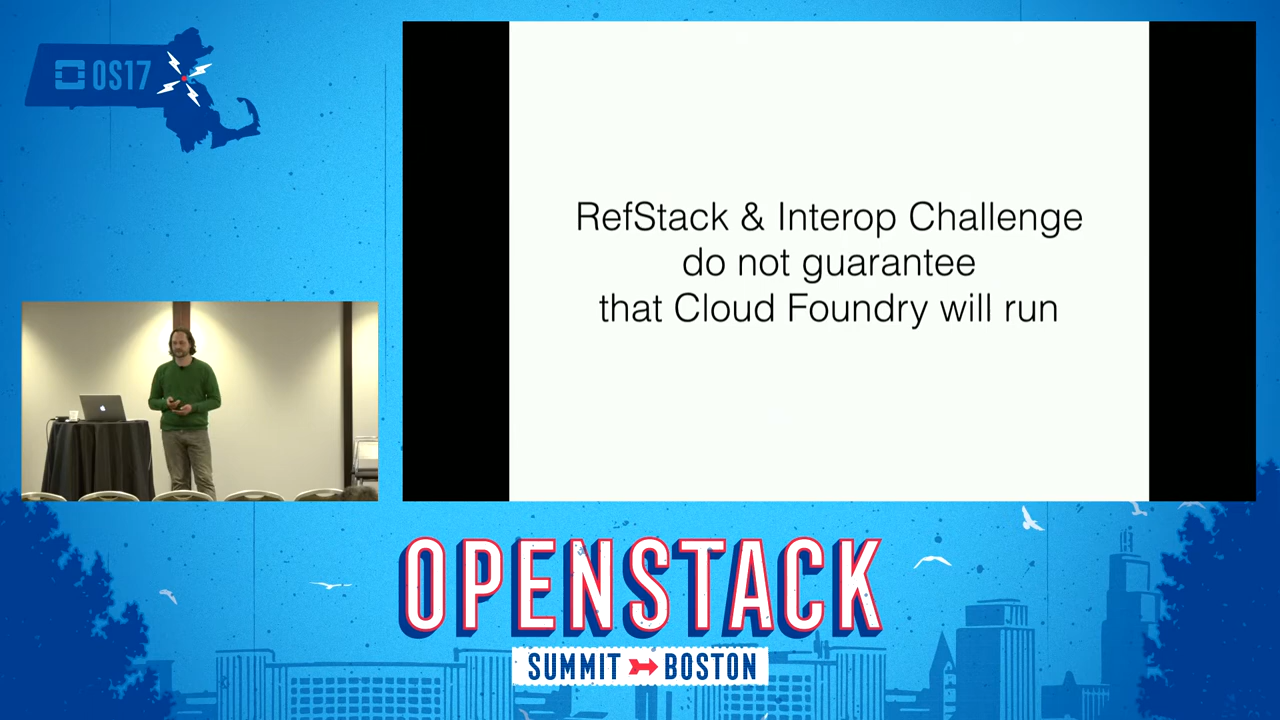 OS17
RefStack & Interop Challenge
do not guarantee
that Cloud Foundry will run
OPENSTACK
SUMMIT BOSTON